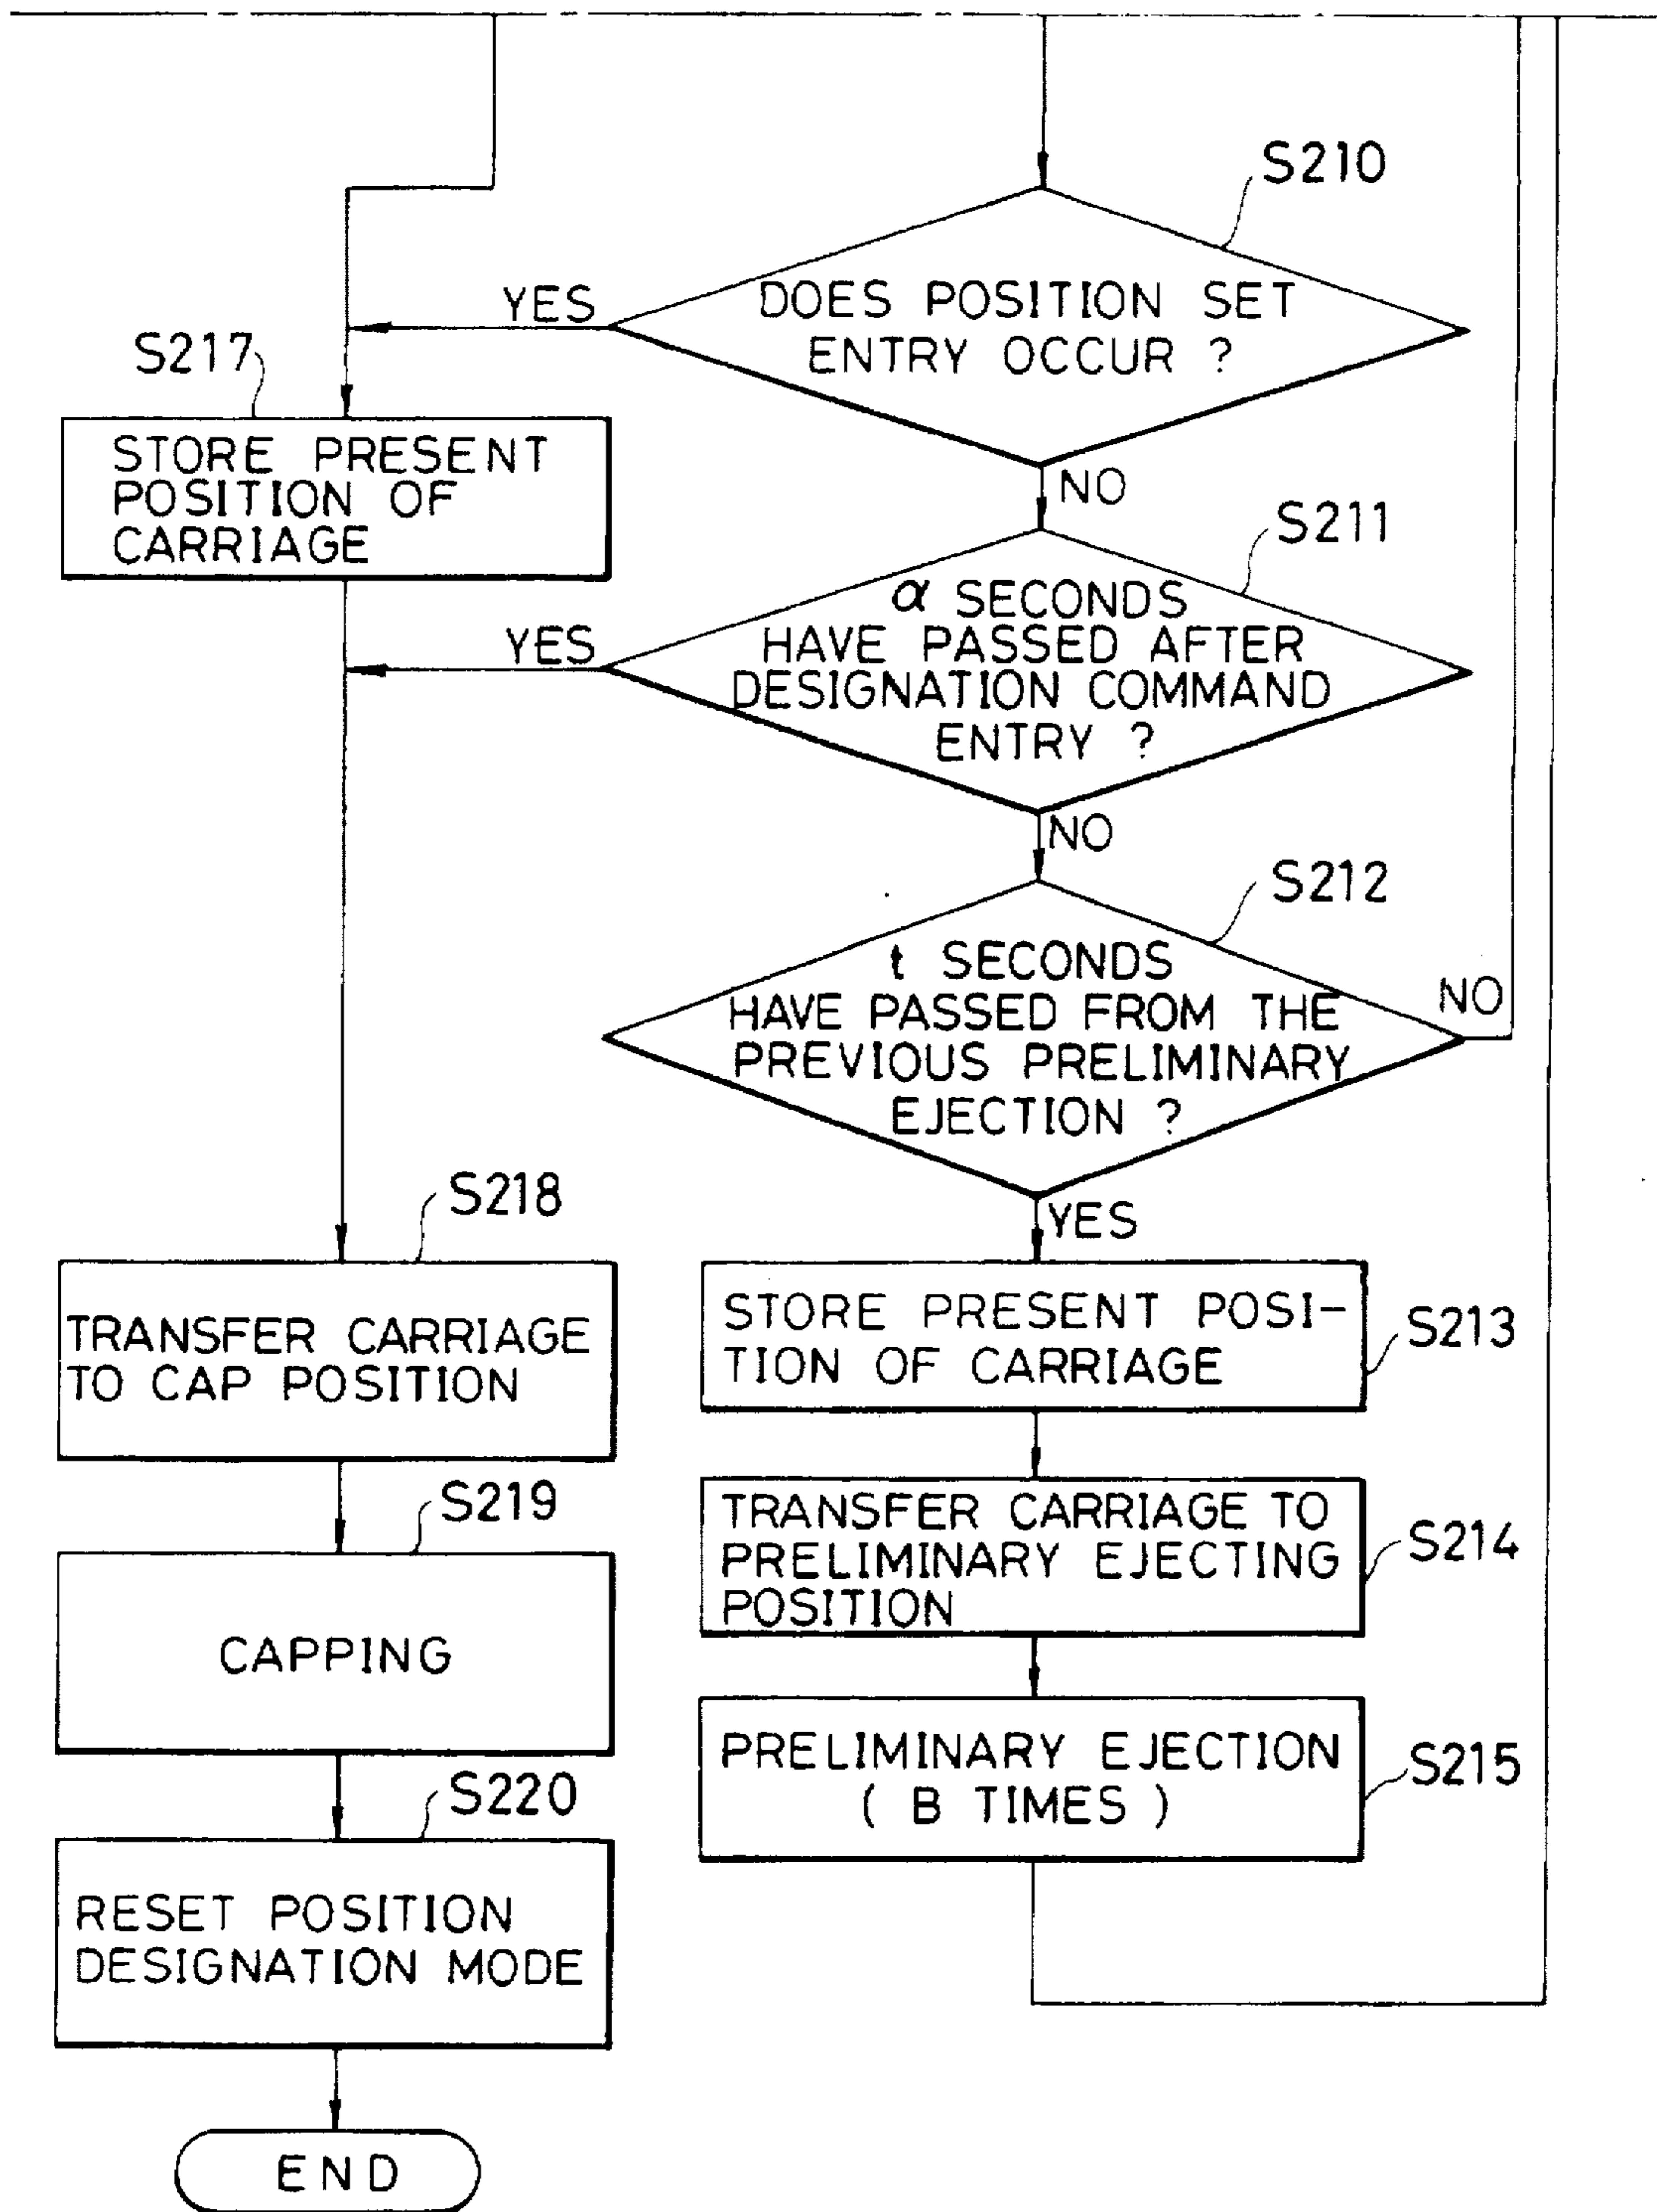 S210
DOES POSITION SET
ENTRY OCCUR ?
YES
NO
S217
STORE PRESENT
POSITION OF
CARRIAGE
S211
α SECONDS
HAVE PASSED AFTER
DESIGNATION COMMAND
ENTRY ?
YES
NO
S212
t SECONDS
HAVE PASSED FROM THE
PREVIOUS PRELIMINARY
EJECTION ?
NO
YES
S218
TRANSFER CARRIAGE
TO CAP POSITION
S213
STORE PRESENT POSI-
TION OF CARRIAGE
S219
CAPPING
S214
TRANSFER CARRIAGE TO
PRELIMINARY EJECTING
POSITION
S215
PRELIMINARY EJECTION
( B TIMES )
S220
RESET POSITION
DESIGNATION MODE
END